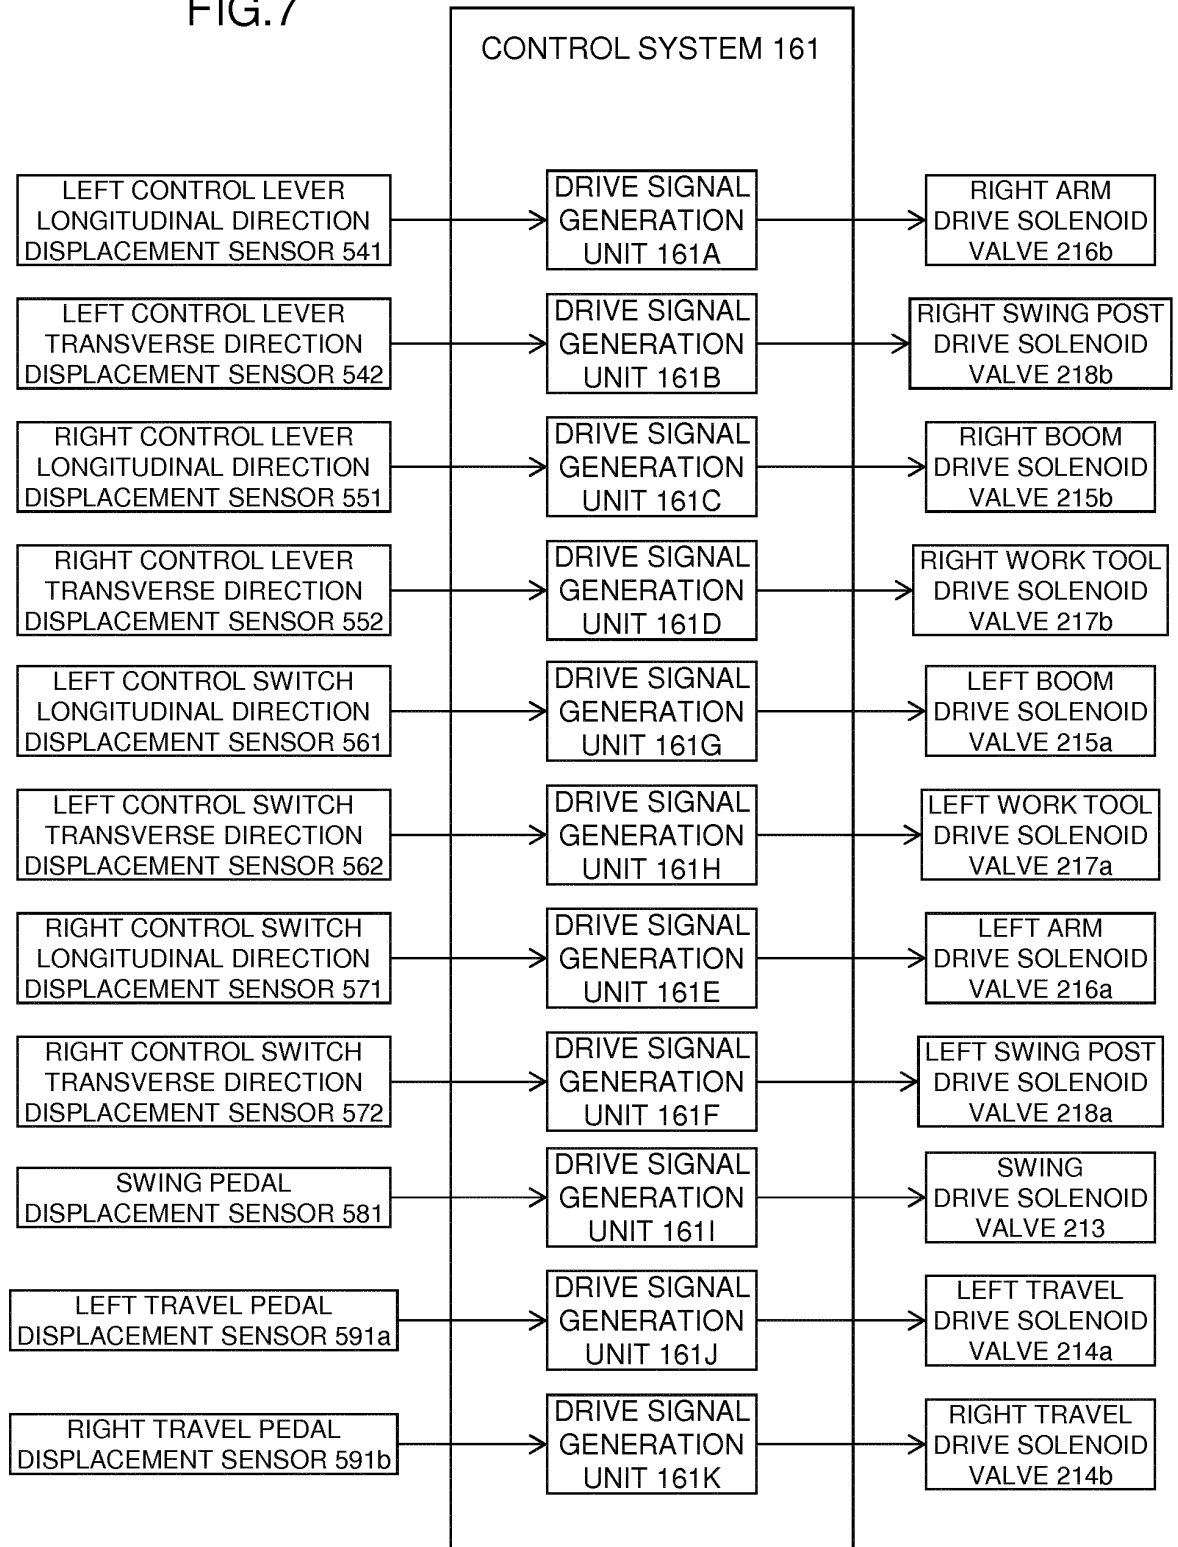 FIG.7
CONTROL SYSTEM 161
LEFT CONTROL LEVER
LONGITUDINAL DIRECTION
DISPLACEMENT SENSOR 541
DRIVE SIGNAL
GENERATION
UNIT 161A
RIGHT ARM
DRIVE SOLENOID
VALVE 216b
LEFT CONTROL LEVER
TRANSVERSE DIRECTION
DISPLACEMENT SENSOR 542
DRIVE SIGNAL
GENERATION
UNIT 161B
RIGHT SWING POST
DRIVE SOLENOID
VALVE 218b
RIGHT CONTROL LEVER
LONGITUDINAL DIRECTION
DISPLACEMENT SENSOR 551
DRIVE SIGNAL
GENERATION
UNIT 161C
RIGHT BOOM
DRIVE SOLENOID
VALVE 215b
RIGHT CONTROL LEVER
TRANSVERSE DIRECTION
DISPLACEMENT SENSOR 552
DRIVE SIGNAL
GENERATION
UNIT 161D
RIGHT WORK TOOL
DRIVE SOLENOID
VALVE 217b
LEFT CONTROL SWITCH
LONGITUDINAL DIRECTION
DISPLACEMENT SENSOR 561
DRIVE SIGNAL
GENERATION
UNIT 161G
LEFT BOOM
DRIVE SOLENOID
VALVE 215a
LEFT CONTROL SWITCH
TRANSVERSE DIRECTION
DISPLACEMENT SENSOR 562
DRIVE SIGNAL
GENERATION
UNIT 161H
LEFT WORK TOOL
DRIVE SOLENOID
VALVE 217a
RIGHT CONTROL SWITCH
LONGITUDINAL DIRECTION
DISPLACEMENT SENSOR 571
DRIVE SIGNAL
GENERATION
UNIT 161E
LEFT ARM
DRIVE SOLENOID
VALVE 216a
RIGHT CONTROL SWITCH
TRANSVERSE DIRECTION
DISPLACEMENT SENSOR 572
DRIVE SIGNAL
GENERATION
UNIT 161F
LEFT SWING POST
DRIVE SOLENOID
VALVE 218a
SWING PEDAL
DISPLACEMENT SENSOR 581
DRIVE SIGNAL
GENERATION
UNIT 161I
SWING
DRIVE SOLENOID
VALVE 213
LEFT TRAVEL PEDAL
DISPLACEMENT SENSOR 591a
DRIVE SIGNAL
GENERATION
UNIT 161J
LEFT TRAVEL
DRIVE SOLENOID
VALVE 214a
RIGHT TRAVEL PEDAL
DISPLACEMENT SENSOR 591b
DRIVE SIGNAL
GENERATION
UNIT 161K
RIGHT TRAVEL
DRIVE SOLENOID
VALVE 214b